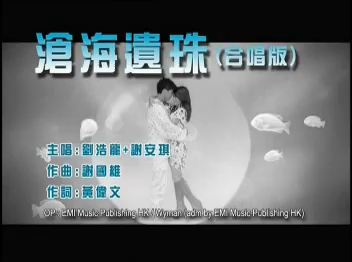 滄海遺珠(合唱版)
主唱:劉浩龍+謝安琪
作曲:謝國維
作詞:黃偉文
OP : EMI Music Publishing HK / Wyman (adm by EMI Music Publishing HK)